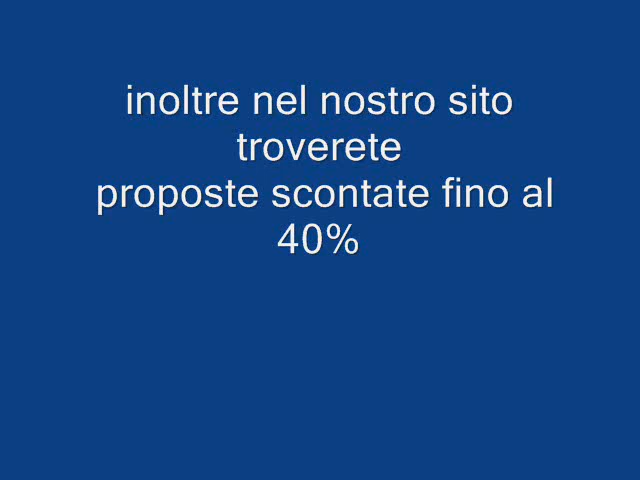 inoltre nel nostro sito
troverete
proposte scontate fino al
40%